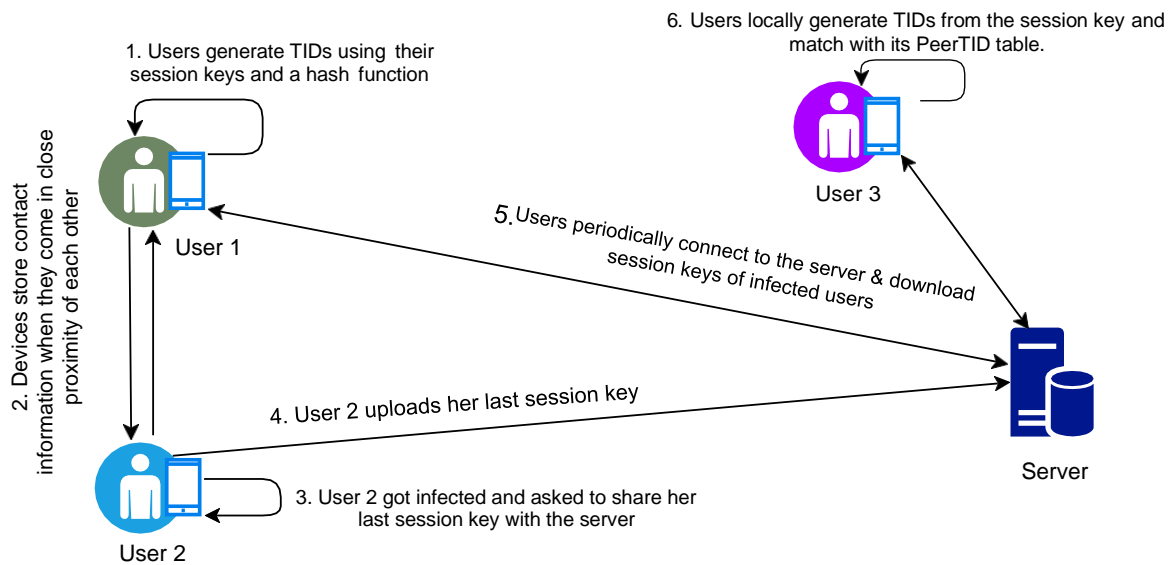 1. Users generate TIDs using their
session keys and a hash function
6. Users locally generate TIDs from the session key and
match with its PeerTID table.
User 1
User 3
2. Devices store contact
information when they come in close
proximity of each other
5.Users periodically connect to the server & download
session keys of infected users
4. User 2 uploads her last session key
3. User 2 got infected and asked to share her
last session key with the server
User 2
Server